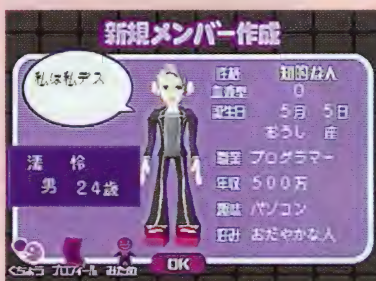 新規メンバー作成
私は私デス
性格 知的な人
血液型 O
誕生日 5月 5日
おうし 座
怜
男 24歳
職業 プログラマー
年収 500万
趣味 パソコン
好み おだやかな人
くちょう プロフィール みため
OK